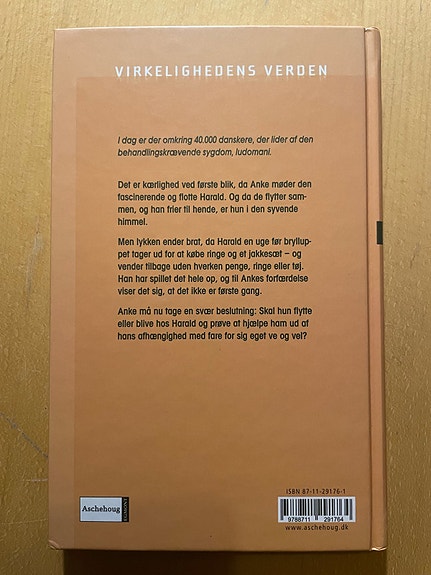 VIRKELIGHEDENS VERDEN
I dag er der omkring 40.000 danskere, der lider af den
behandlingskrævende sygdom, ludomani.
Det er kærlighed ved første blik, da Anke møder den
fascinerende og flotte Harald. Og da de flytter sam-
men, og han frier til hende, er hun i den syvende
himmel.
Men lykken ender brat, da Harald en uge før bryllup-
pet tager ud for at købe ringe og et jakkesæt – og
vender tilbage uden hverken penge, ringe eller tøj.
Han har spillet det hele op, og til Ankes forfærdelse
viser det sig, at det ikke er første gang.
Anke må nu tage en svær beslutning: Skal hun flytte
eller blive hos Harald og prøve at hjælpe ham ud af
hans afhængighed med fare for sig eget ve og vel?
ISBN 87-11-29176-1
9788711 291764
www.aschehoug.dk
Aschehoug
EGMONT